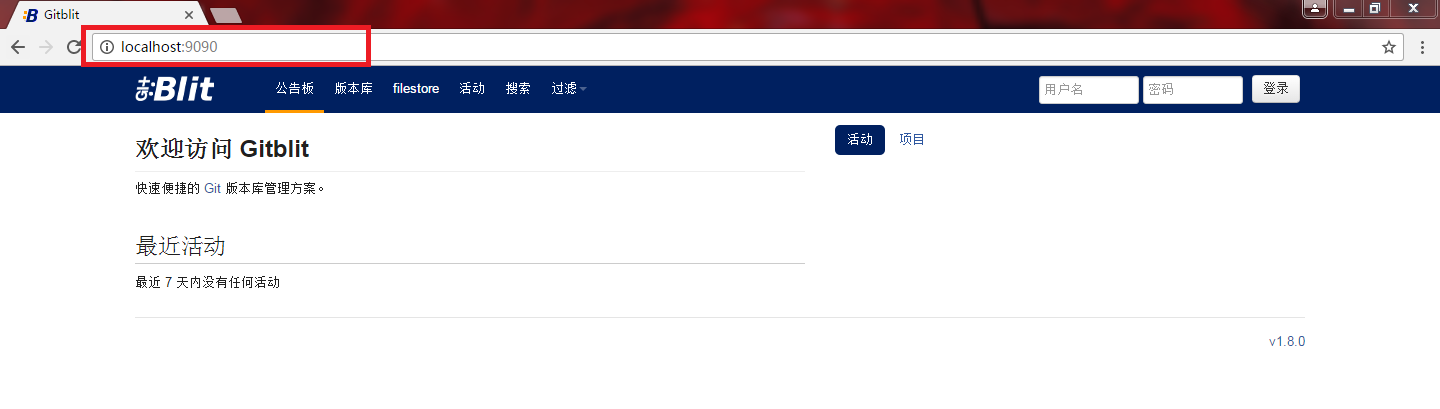 Gitblit
localhost:9090
Blit 公告板 版本库 filestore 活动 搜索 过滤 用户名 密码 登录
欢迎访问 Gitblit
活动 项目
快速便捷的 Git 版本库管理方案。
最近活动
最近 7 天内没有任何活动
v1.8.0